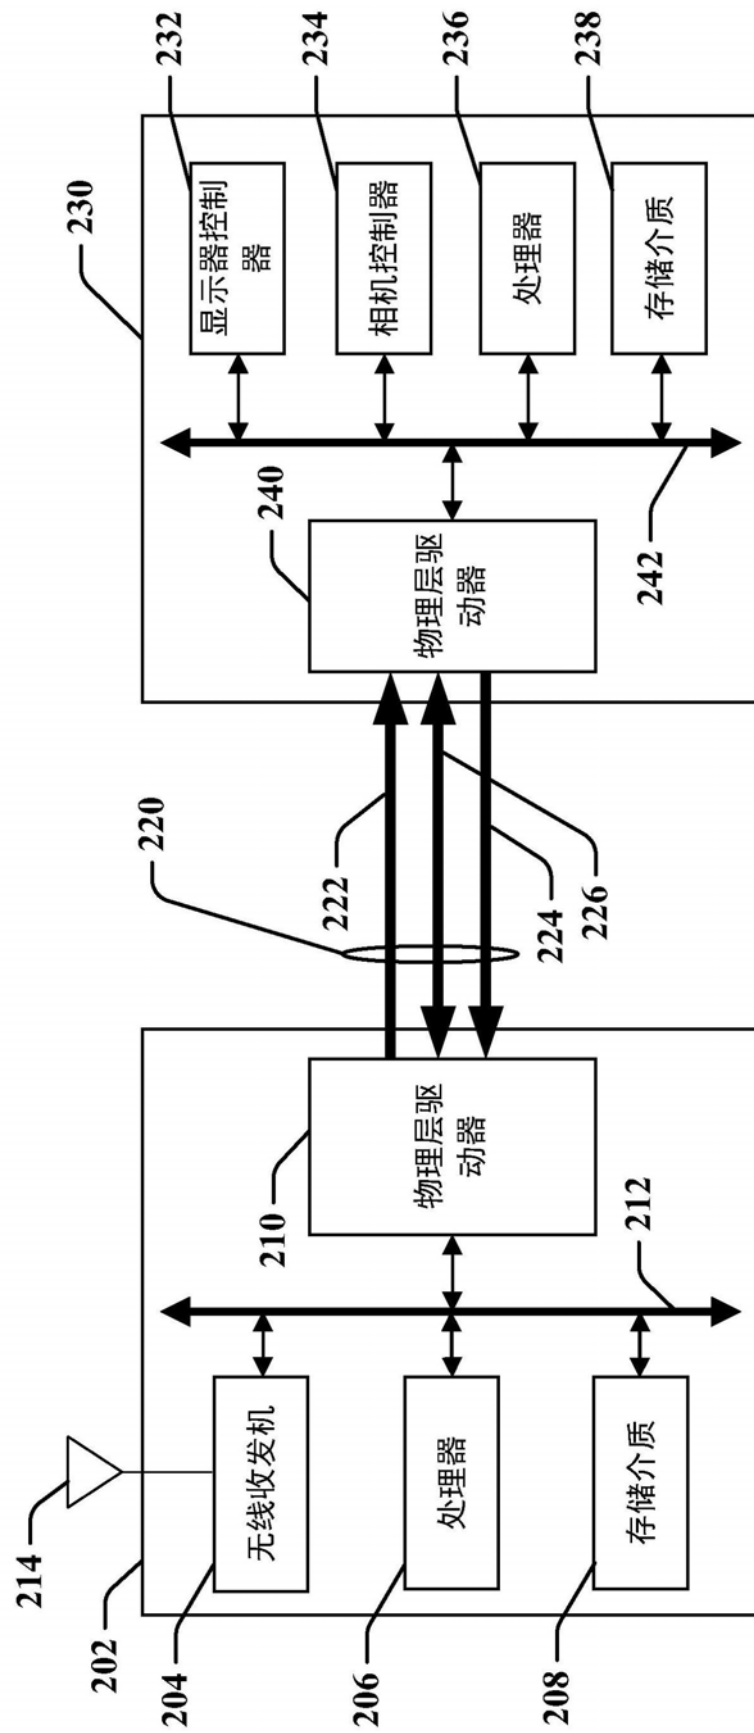 214
202
204
无线收发机
206
处理器
208
存储介质
212
210
物理层驱
动器
220
222
224
226
230
240
物理层驱
动器
242
232
显示器控制
器
234
相机控制器
236
处理器
238
存储介质